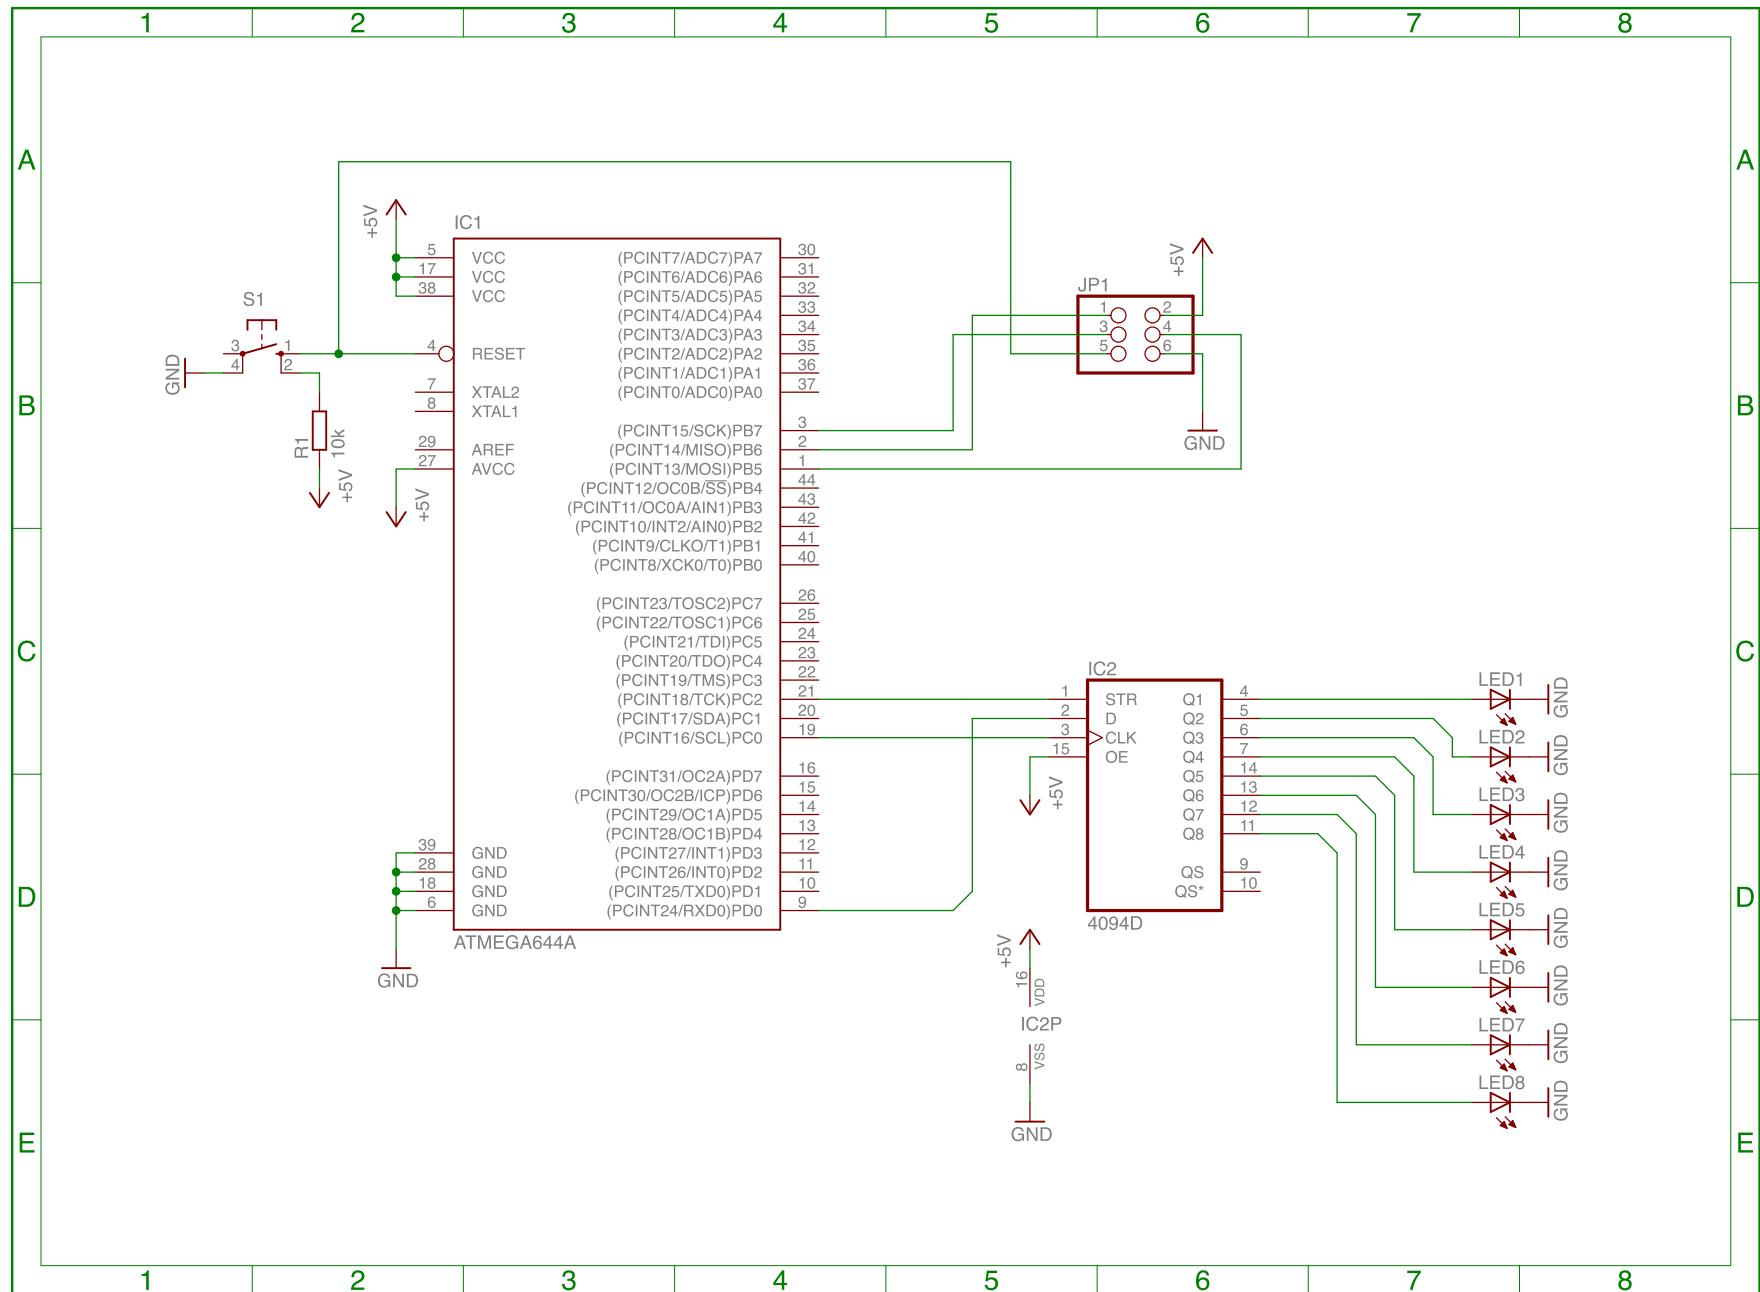 1 2 3 4 5 6 7 8
A A
+5V
IC1
5 VCC (PCINT7/ADC7)PA7 30
17 VCC (PCINT6/ADC6)PA6 31
38 VCC (PCINT5/ADC5)PA5 32
(PCINT4/ADC4)PA4 33
(PCINT3/ADC3)PA3 34
4 RESET (PCINT2/ADC2)PA2 35
(PCINT1/ADC1)PA1 36
7 XTAL2 (PCINT0/ADC0)PA0 37
8 XTAL1
(PCINT15/SCK)PB7 3
29 AREF (PCINT14/MISO)PB6 2
27 AVCC (PCINT13/MOSI)PB5 1
(PCINT12/OC0B/SS)PB4 44
(PCINT11/OC0A/AIN1)PB3 43
(PCINT10/INT2/AIN0)PB2 42
(PCINT9/CLKO/T1)PB1 41
(PCINT8/XCK0/T0)PB0 40
(PCINT23/TOSC2)PC7 26
(PCINT22/TOSC1)PC6 25
(PCINT21/TDI)PC5 24
(PCINT20/TDO)PC4 23
(PCINT19/TMS)PC3 22
(PCINT18/TCK)PC2 21
(PCINT17/SDA)PC1 20
(PCINT16/SCL)PC0 19
(PCINT31/OC2A)PD7 16
(PCINT30/OC2B/ICP)PD6 15
(PCINT29/OC1A)PD5 14
(PCINT28/OC1B)PD4 13
39 GND (PCINT27/INT1)PD3 12
28 GND (PCINT26/INT0)PD2 11
18 GND (PCINT25/TXD0)PD1 10
6 GND (PCINT24/RXD0)PD0 9
ATMEGA644A
GND
S1
3 1
4 2
GND
R1
10k
+5V
+5V
B B
+5V
JP1
1 2
3 4
5 6
GND
C C
IC2
1 STR Q1 4
2 D Q2 5
3 CLK Q3 6
15 OE Q4 7
Q5 14
Q6 13
Q7 12
Q8 11
QS 9
QS* 10
4094D
+5V
D D
+5V
16 VDD
IC2P
8 VSS
GND
LED1 GND
LED2 GND
LED3 GND
LED4 GND
LED5 GND
LED6 GND
LED7 GND
LED8 GND
E E
1 2 3 4 5 6 7 8